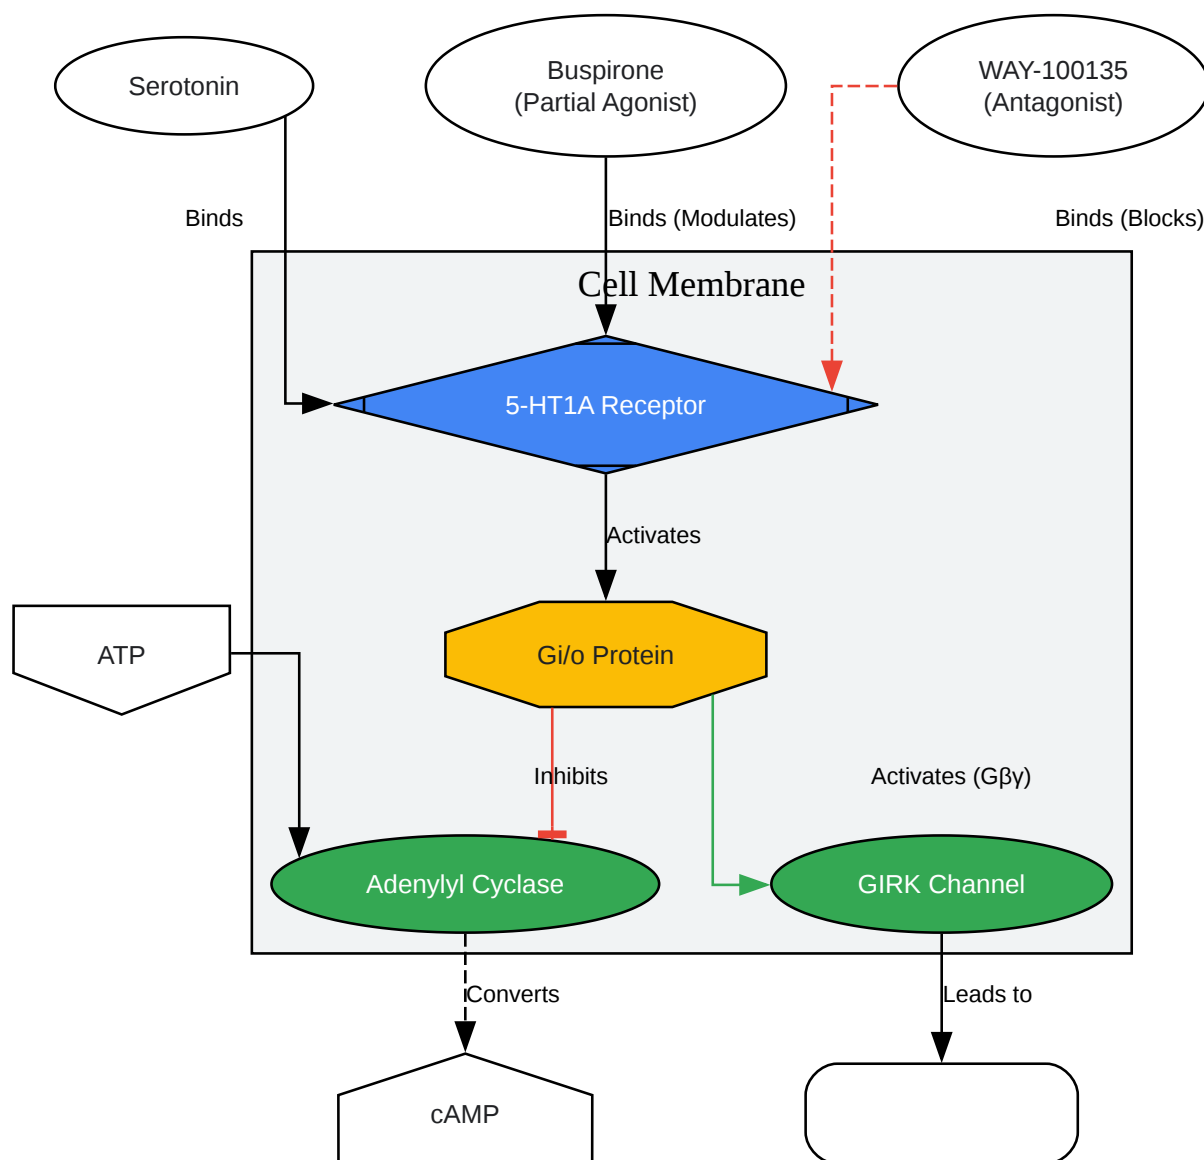 Serotonin
Buspirone
(Partial Agonist)
WAY-100135
(Antagonist)
Binds
Binds (Modulates)
Binds (Blocks)
Cell Membrane
5-HT1A Receptor
Activates
ATP
Gi/o Protein
Inhibits
Activates (Gβγ)
Adenylyl Cyclase
GIRK Channel
Converts
Leads to
cAMP